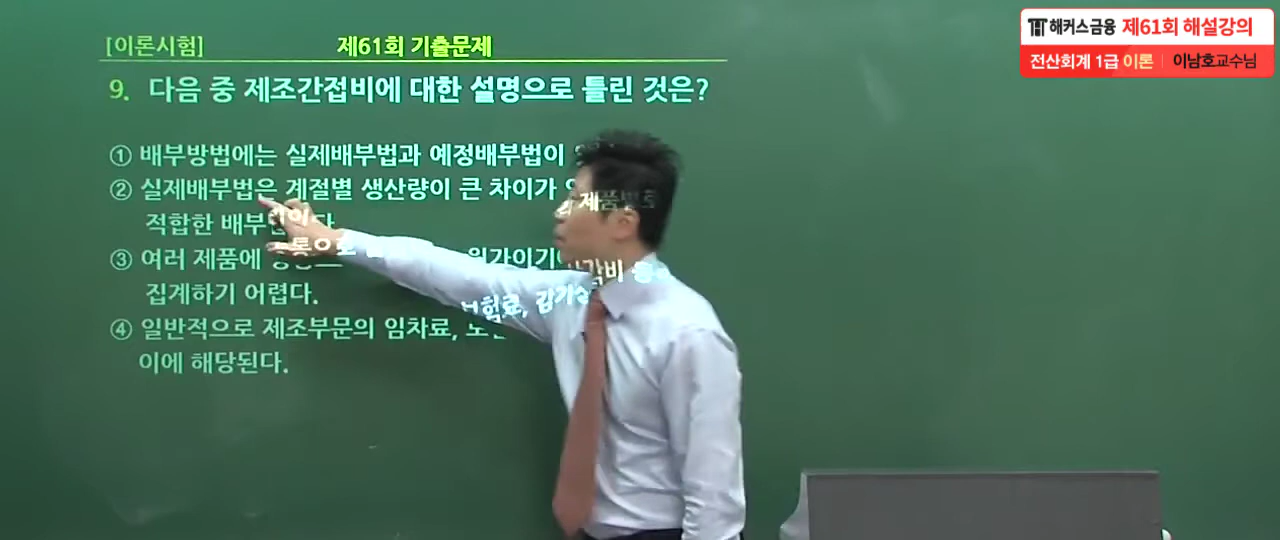 [이론시험] 제61회 기출문제
9. 다음 중 제조간접비에 대한 설명으로 틀린 것은?
① 배부방법에는 실제배부법과 예정배부법이
② 실제배부법은 계절별 생산량이 큰 차이가
적합한
③ 여러 제품에
집계하기 어렵다.
④ 일반적으로 제조부문의 임차료,
이에 해당된다.
해커스금융 제61회 해설강의
전산회계 1급 이론 | 이남호교수님